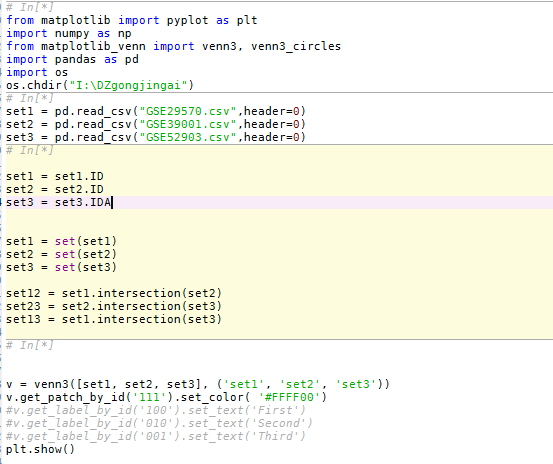 # In[*]
from matplotlib import pyplot as plt
import numpy as np
from matplotlib_venn import venn3, venn3_circles
import pandas as pd
import os
os.chdir("I:\DZgongjingai")
# In[*]
set1 = pd.read_csv("GSE29570.csv",header=0)
set2 = pd.read_csv("GSE39001.csv",header=0)
set3 = pd.read_csv("GSE52903.csv",header=0)
# In[*]
set1 = set1.ID
set2 = set2.ID
set3 = set3.IDA
set1 = set(set1)
set2 = set(set2)
set3 = set(set3)
set12 = set1.intersection(set2)
set23 = set2.intersection(set3)
set13 = set1.intersection(set3)
# In[*]
v = venn3([set1, set2, set3], ('set1', 'set2', 'set3'))
v.get_patch_by_id('111').set_color( '#FFFF00')
#v.get_label_by_id('100').set_text('First')
#v.get_label_by_id('010').set_text('Second')
#v.get_label_by_id('001').set_text('Third')
plt.show()